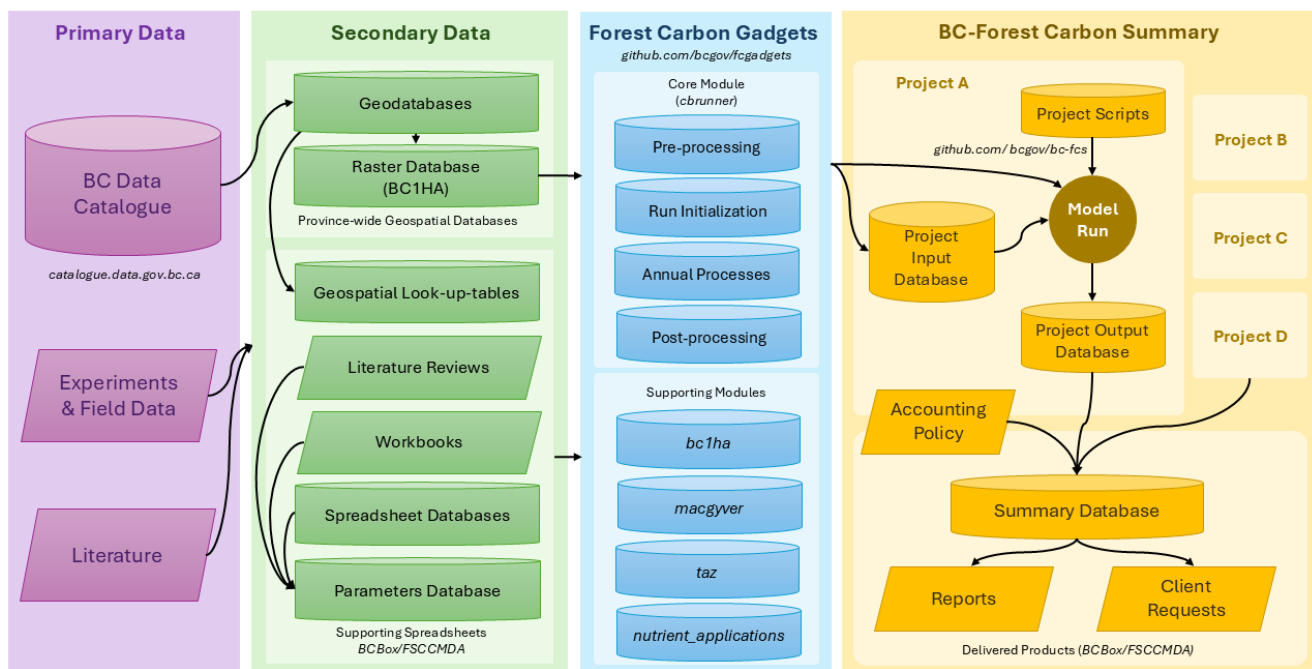 Primary Data
BC Data
Catalogue
catalogue.data.gov.bc.ca
Experiments
& Field Data
Literature
Secondary Data
Geodatabases
Raster Database
(BC1HA)
Province-wide Geospatial Databases
Geospatial Look-up-tables
Literature Reviews
Workbooks
Spreadsheet Databases
Parameters Database
Supporting Spreadsheets
BCBox/FSCCMDA
Forest Carbon Gadgets
github.com/bcgov/fcgadgets
Core Module
(cbrunner)
Pre-processing
Run Initialization
Annual Processes
Post-processing
Supporting Modules
bc1ha
macgyver
taz
nutrient_applications
BC-Forest Carbon Summary
Project A
Project Scripts
github.com/ bcgov/bc-fcs
Model
Run
Project
Input
Database
Project Output
Database
Project B
Project C
Project D
Accounting
Policy
Summary Database
Reports
Client
Requests
Delivered Products (BCBox/FSCCMDA)